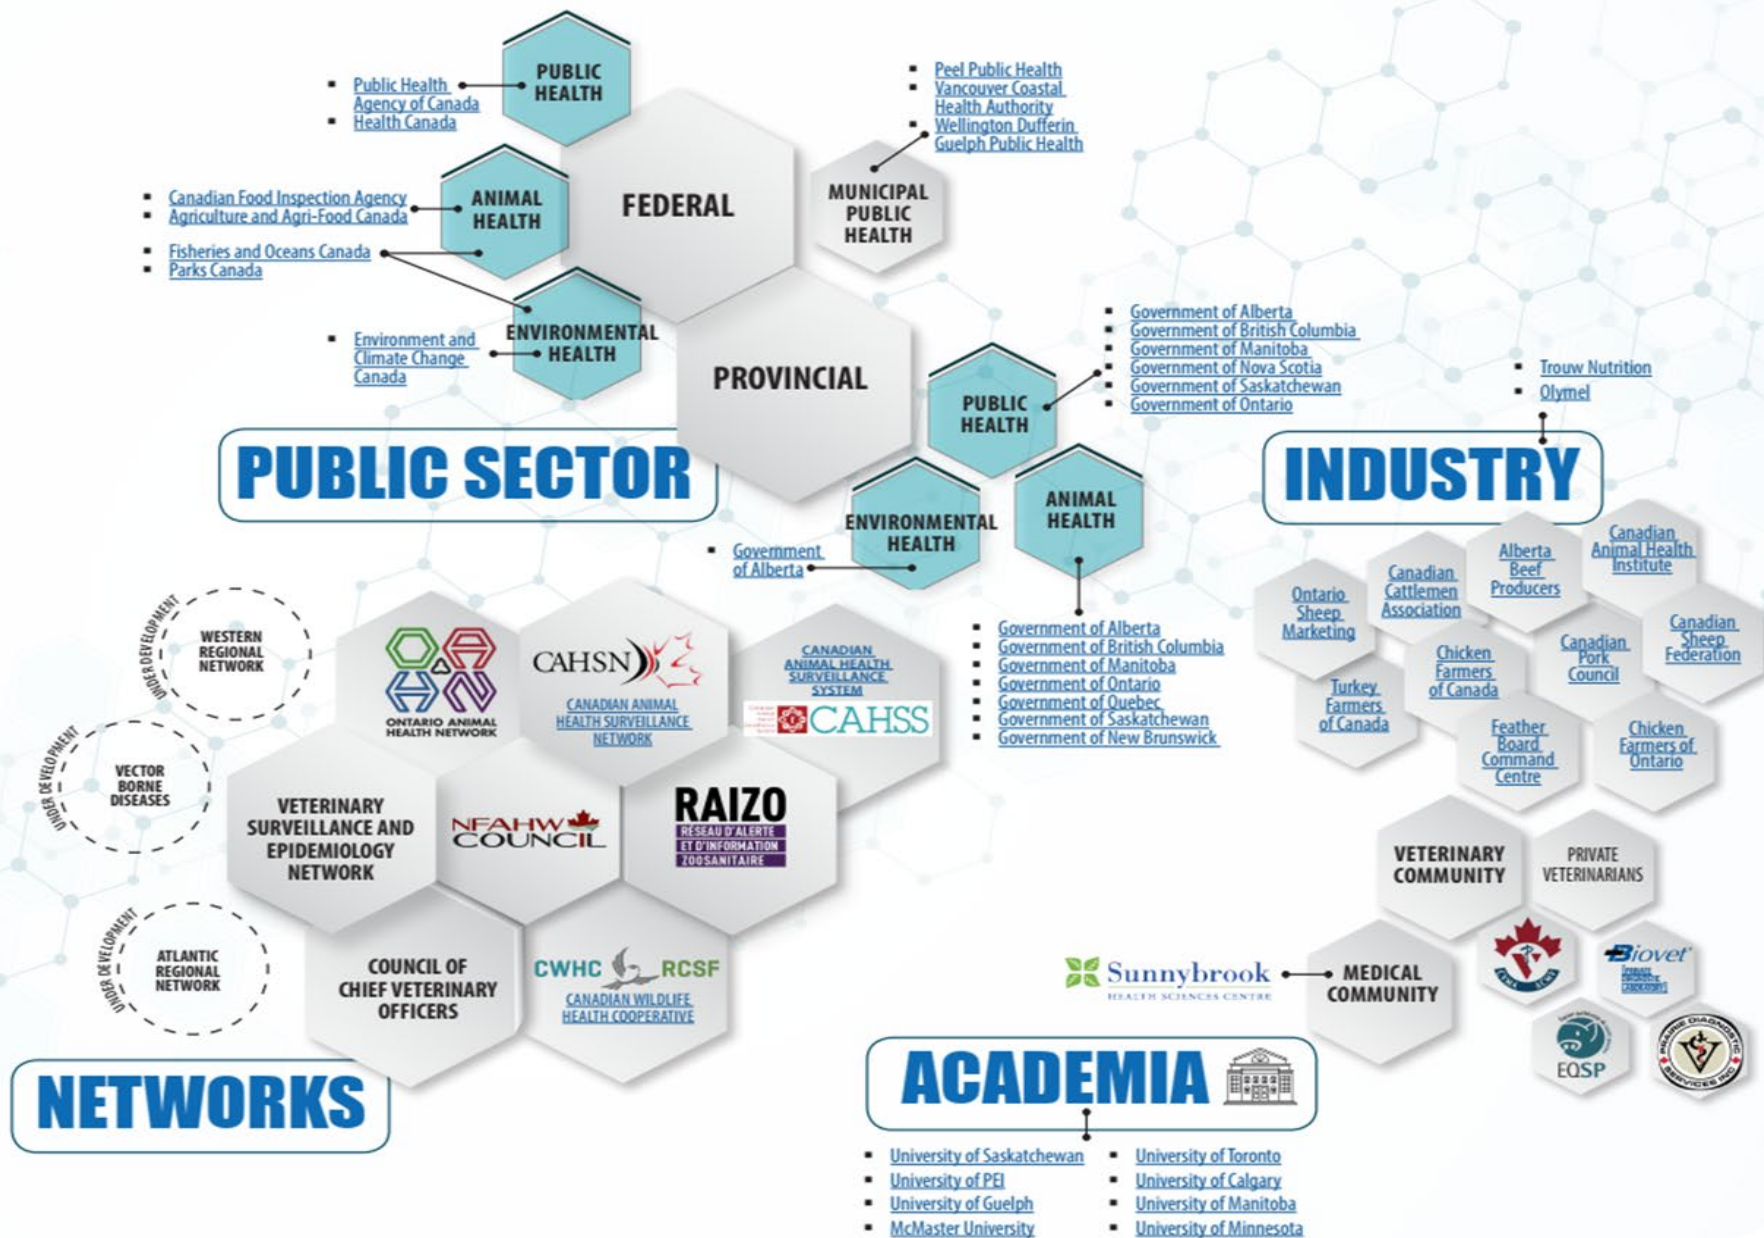 PUBLIC
HEALTH
Public Health
Agency of Canada
Health Canada
ANIMAL
HEALTH
Canadian Food Inspection Agency
Agriculture and Agri-Food Canada
Fisheries and Oceans Canada
Parks Canada
ENVIRONMENTAL
HEALTH
Environment and
Climate Change
Canada
FEDERAL
Peel Public Health
Vancouver Coastal
Health Authority
Wellington Dufferin
Guelph Public Health
MUNICIPAL
PUBLIC
HEALTH
PROVINCIAL
PUBLIC
HEALTH
Government of Alberta
Government of British Columbia
Government of Manitoba
Government of Nova Scotia
Government of Saskatchewan
Government of Ontario
ENVIRONMENTAL
HEALTH
Government
of Alberta
ANIMAL
HEALTH
Government of Alberta
Government of British Columbia
Government of Manitoba
Government of Ontario
Government of Quebec
Government of Saskatchewan
Government of New Brunswick
PUBLIC SECTOR
Trouw Nutrition
Olymel
INDUSTRY
Ontario
Sheep
Marketing
Canadian
Cattlemen
Association
Alberta
Beef
Producers
Canadian
Animal Health
Institute
Canadian
Sheep
Federation
Turkey
Farmers
of Canada
Chicken
Farmers
of Canada
Canadian
Pork
Council
Feather
Board
Command
Centre
Chicken
Farmers of
Ontario
VETERINARY
COMMUNITY
PRIVATE
VETERINARIANS
MEDICAL
COMMUNITY
Sunnybrook
HEALTH SCIENCES CENTRE
Biovet
EQSP
PRAIRIE DIAGNOSTIC
SERVICES INC
UNDER DEVELOPMENT
WESTERN
REGIONAL
NETWORK
UNDER DEVELOPMENT
VECTOR
BORNE
DISEASES
UNDER DEVELOPMENT
ATLANTIC
REGIONAL
NETWORK
ONTARIO ANIMAL
HEALTH NETWORK
CAHSN
CANADIAN ANIMAL
HEALTH SURVEILLANCE
NETWORK
CANADIAN
ANIMAL HEALTH
SURVEILLANCE
SYSTEM
CAHSS
VETERINARY
SURVEILLANCE AND
EPIDEMIOLOGY
NETWORK
NFAHW
COUNCIL
RAIZO
RÉSEAU D'ALERTE
ET D'INFORMATION
ZOOSANITAIRE
COUNCIL OF
CHIEF VETERINARY
OFFICERS
CWHC RCSF
CANADIAN WILDLIFE
HEALTH COOPERATIVE
NETWORKS
ACADEMIA
University of Saskatchewan
University of PEI
University of Guelph
McMaster University
University of Toronto
University of Calgary
University of Manitoba
University of Minnesota